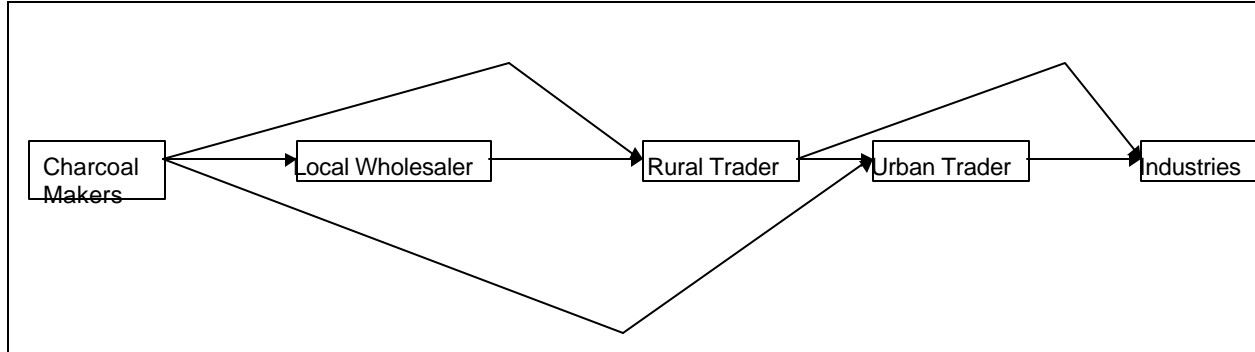 Charcoal
Makers
Local Wholesaler
Rural Trader
Urban Trader
Industries